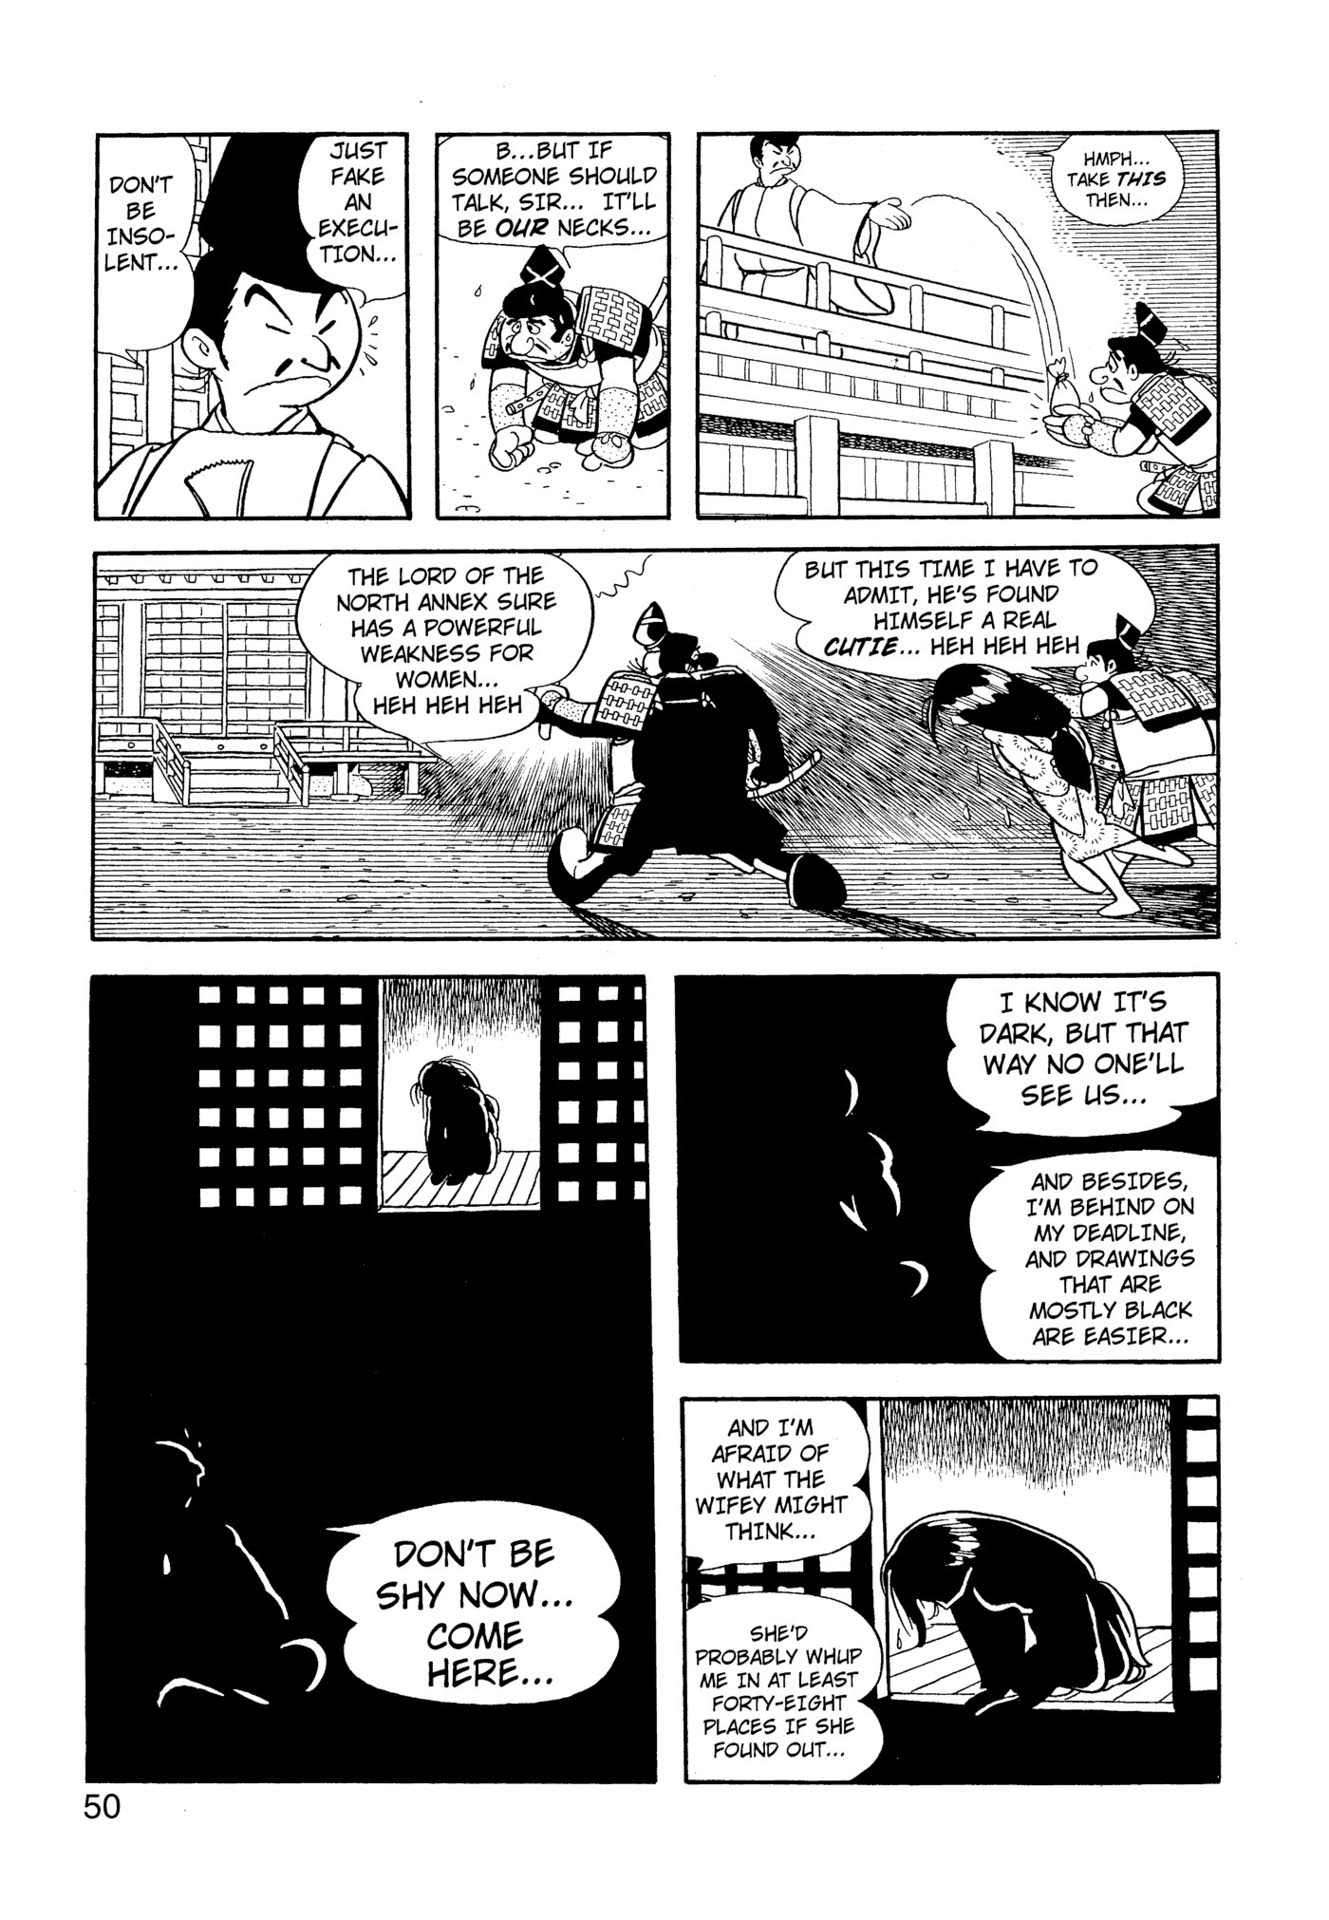 DON'T
BE
INSO-
LENT...
JUST
FAKE
AN
EXECU-
TION...
B...BUT IF
SOMEONE SHOULD
TALK, SIR... IT'LL
BE OUR NECKS...
HMPH...
TAKE THIS
THEN...
THE LORD OF THE
NORTH ANNEX SURE
HAS A POWERFUL
WEAKNESS FOR
WOMEN...
HEH HEH HEH
BUT THIS TIME I HAVE TO
ADMIT, HE'S FOUND
HIMSELF A REAL
CUTIE... HEH HEH HEH
DON'T BE
SHY NOW...
COME
HERE...
I KNOW IT'S
DARK, BUT THAT
WAY NO ONE'LL
SEE US...
AND BESIDES,
I'M BEHIND ON
MY DEADLINE,
AND DRAWINGS
THAT ARE
MOSTLY BLACK
ARE EASIER...
AND I'M
AFRAID OF
WHAT THE
WIFEY MIGHT
THINK...
SHE'D
PROBABLY WHUP
ME IN AT LEAST
FORTY-EIGHT
PLACES IF SHE
FOUND OUT...
50